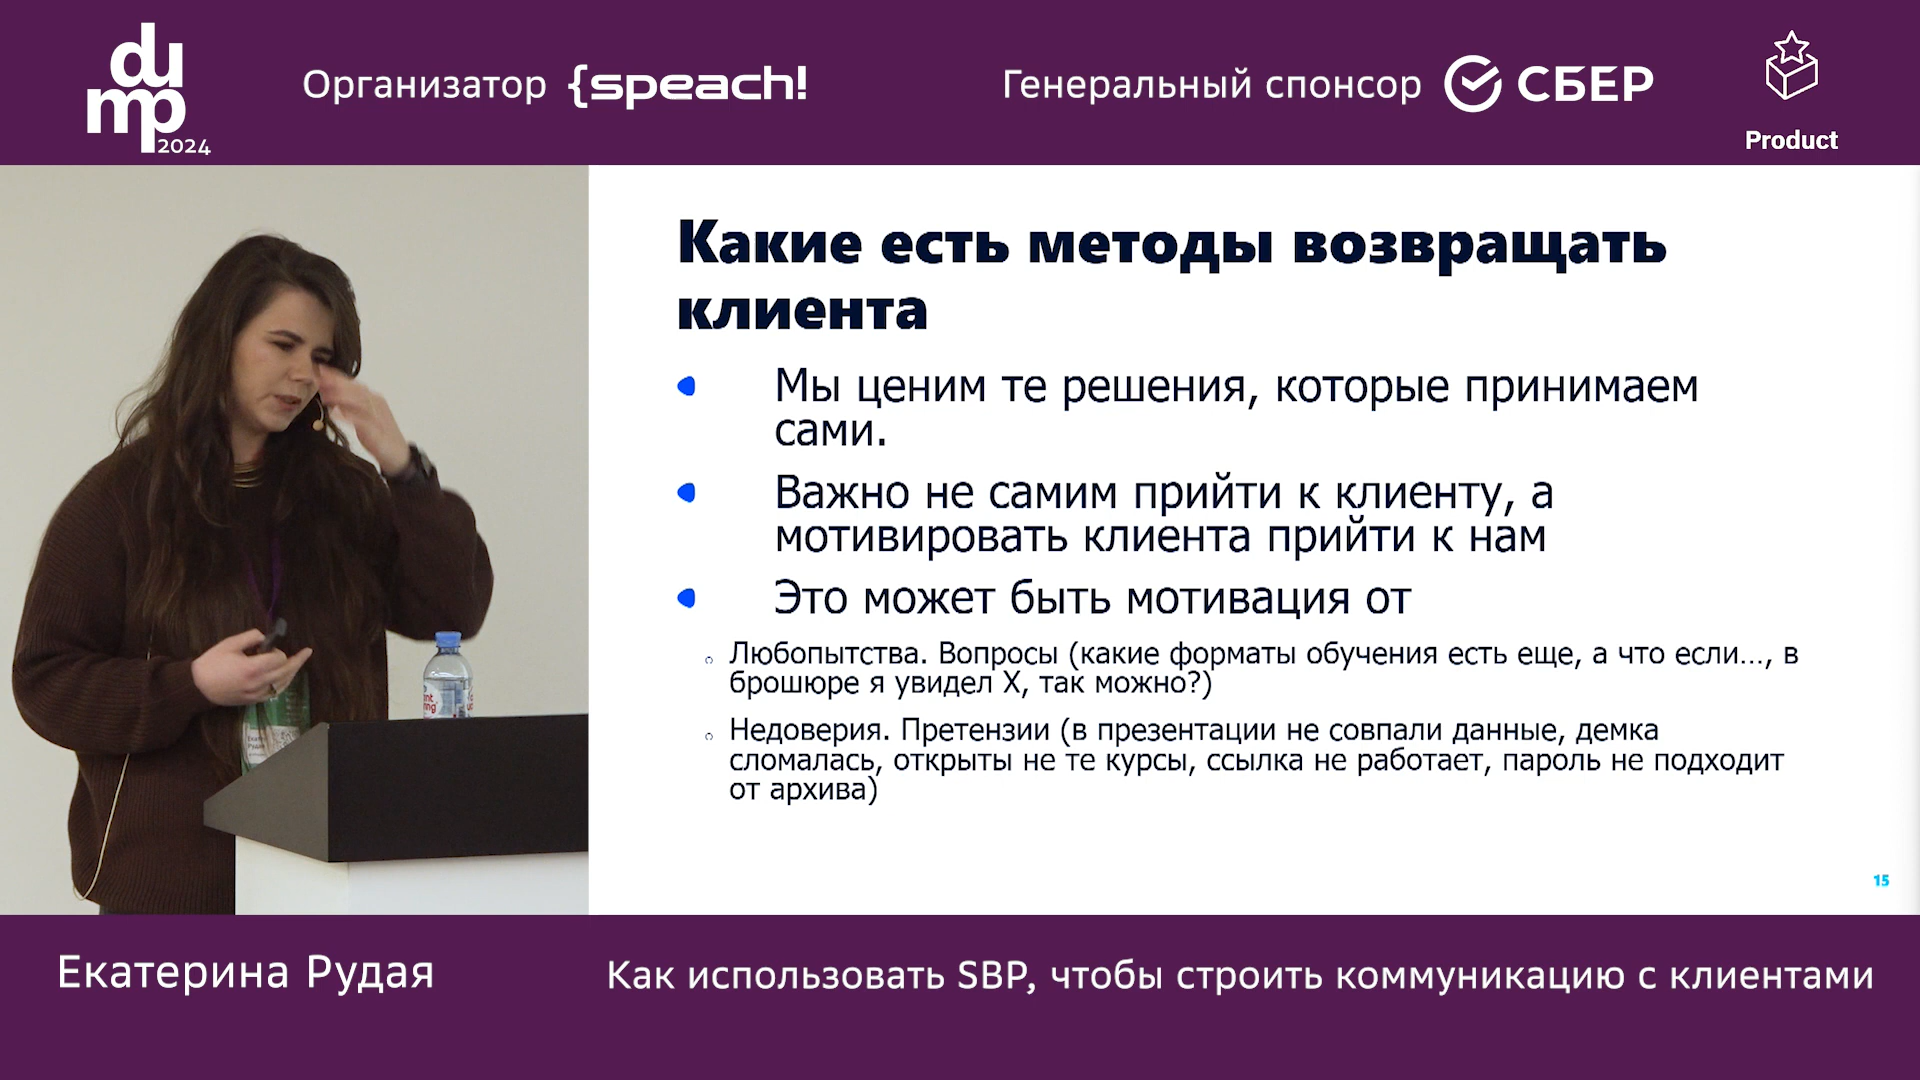 dump
2024
Организатор {speach!
Генеральный спонсор СБЕР
Product
Какие есть методы возвращать
клиента
Мы ценим те решения, которые принимаем
сами.
Важно не самим прийти к клиенту, а
мотивировать клиента прийти к нам
Это может быть мотивация от
Любопытства. Вопросы (какие форматы обучения есть еще, а что если..., в
брошюре я увидел X, так можно?)
Недоверия. Претензии (в презентации не совпали данные, демка
сломалась, открыты не те курсы, ссылка не работает, пароль не подходит
от архива)
15
Екатерина Рудая
Как использовать SBP, чтобы строить коммуникацию с клиентами